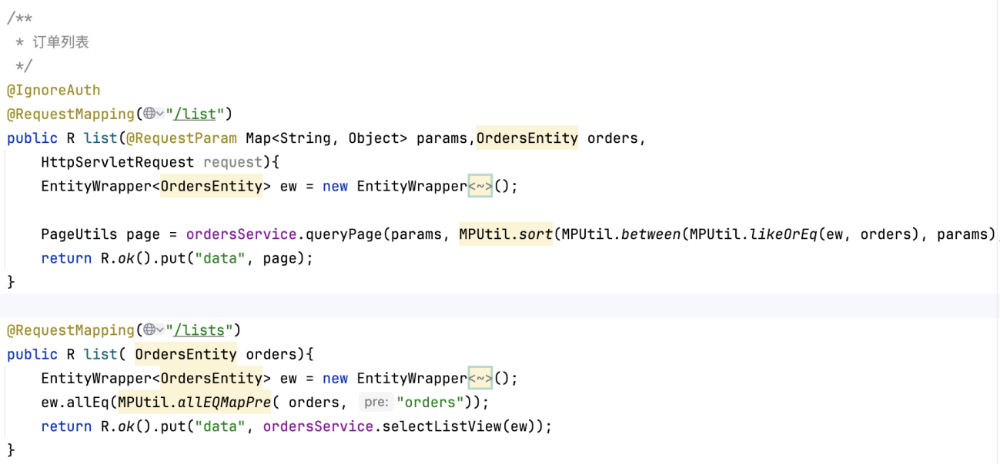 /**
 * 订单列表
 */
@IgnoreAuth
@RequestMapping("/list")
public R list(@RequestParam Map<String, Object> params,OrdersEntity orders,
    HttpServletRequest request){
    EntityWrapper<OrdersEntity> ew = new EntityWrapper<~>();
    PageUtils page = ordersService.queryPage(params, MPUtil.sort(MPUtil.between(MPUtil.likeOrEq(ew, orders), params)
    return R.ok().put("data", page);
}
@RequestMapping("/lists")
public R list( OrdersEntity orders){
    EntityWrapper<OrdersEntity> ew = new EntityWrapper<~>();
    ew.allEq(MPUtil.allEQMapPre( orders, pre: "orders"));
    return R.ok().put("data", ordersService.selectListView(ew));
}